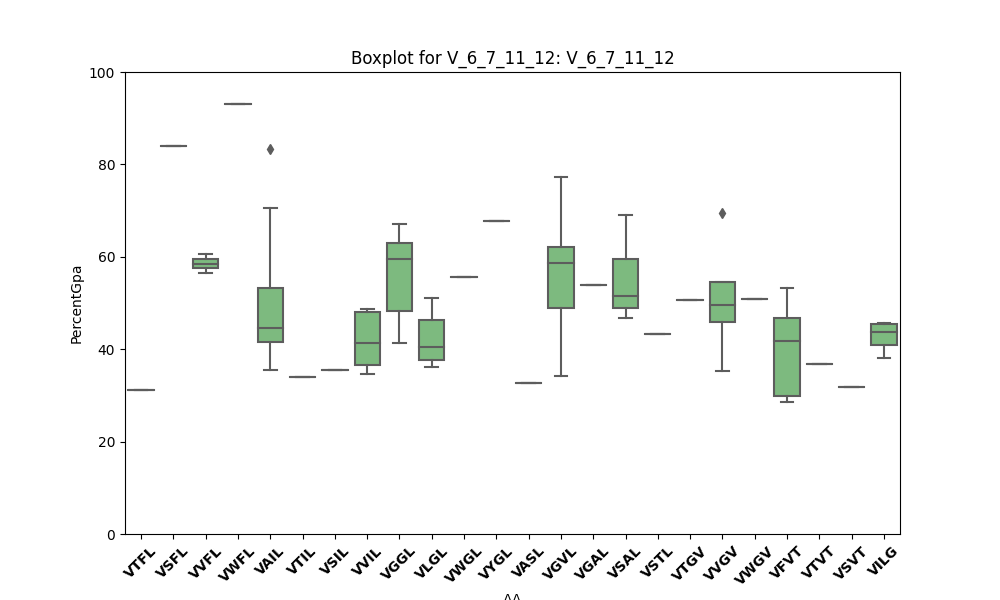 Boxplot for V_6_7_11_12: V_6_7_11_12
PercentGpa
100
80
60
40
20
0
VTFL VSFL VVFL VWFL VAIL VTIL VSIL VVIL VGGL VLGL VWGL VYGL VASL VGVL VGAL VSAL VSTL VTGV VVGV VWGV VFVT VTVT VSVT VILG
AA